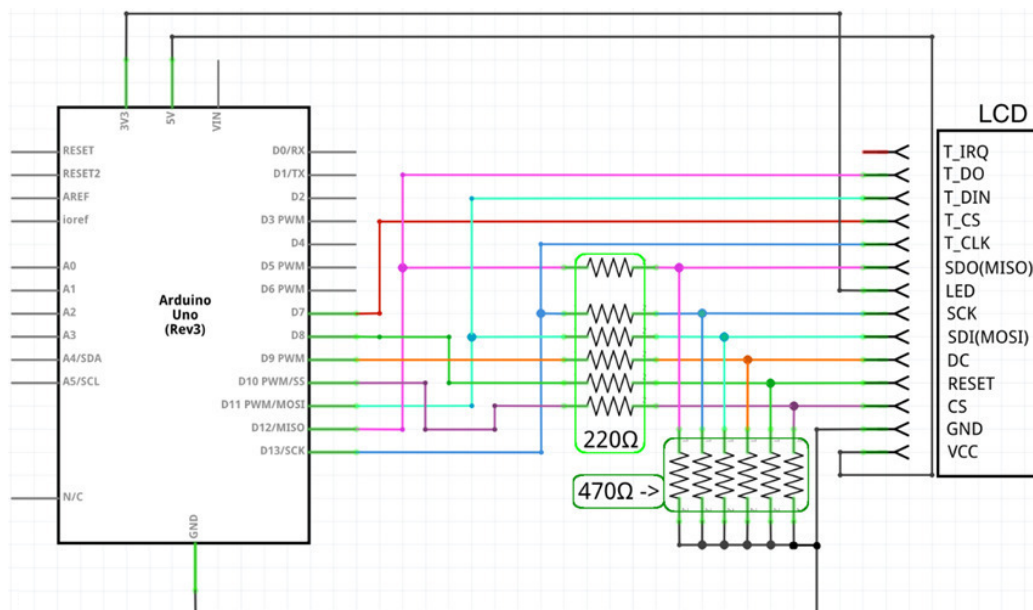 3V3
5V
VIN
LCD
RESET
RESET2
AREF
ioref
A0
A1
A2
A3
A4/SDA
A5/SCL
N/C
Arduino
Uno
(Rev3)
D0/RX
D1/TX
D2
D3 PWM
D4
D5 PWM
D6 PWM
D7
D8
D9 PWM
D10 PWM/SS
D11 PWM/MOSI
D12/MISO
D13/SCK
GND
220Ω
470Ω ->
T_IRQ
T_DO
T_DIN
T_CS
T_CLK
SDO(MISO)
LED
SCK
SDI(MOSI)
DC
RESET
CS
GND
VCC